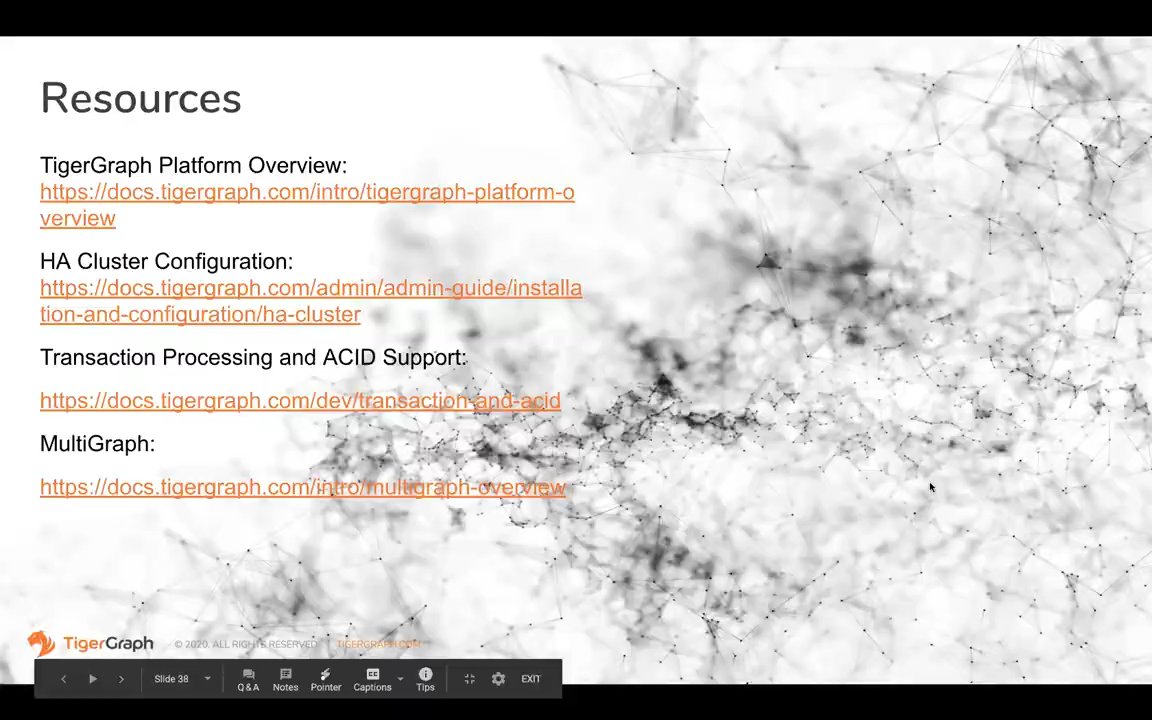 Resources
TigerGraph Platform Overview:
https://docs.tigergraph.com/intro/tigergraph-platform-o
verview
HA Cluster Configuration:
https://docs.tigergraph.com/admin/admin-guide/installa
tion-and-configuration/ha-cluster
Transaction Processing and ACID Support:
https://docs.tigergraph.com/dev/transaction-and-acid
MultiGraph:
https://docs.tigergraph.com/intro/multigraph-overview
TigerGraph © 2020. ALL RIGHTS RESERVED | TIGERGRAPH.COM
Slide 38 Q&A Notes Pointer Captions Tips EXIT